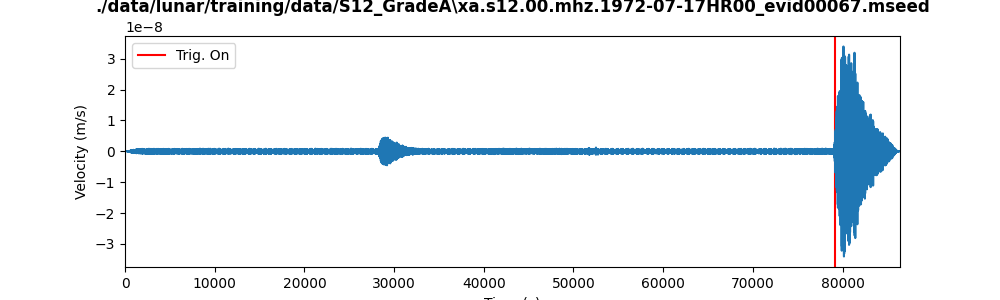 ./data/lunar/training/data/S12_GradeA\xa.s12.00.mhz.1972-07-17HR00_evid00067.mseed
1e−8
Trig. On
3
2
1
0
−1
−2
−3
Velocity (m/s)
0 10000 20000 30000 40000 50000 60000 70000 80000